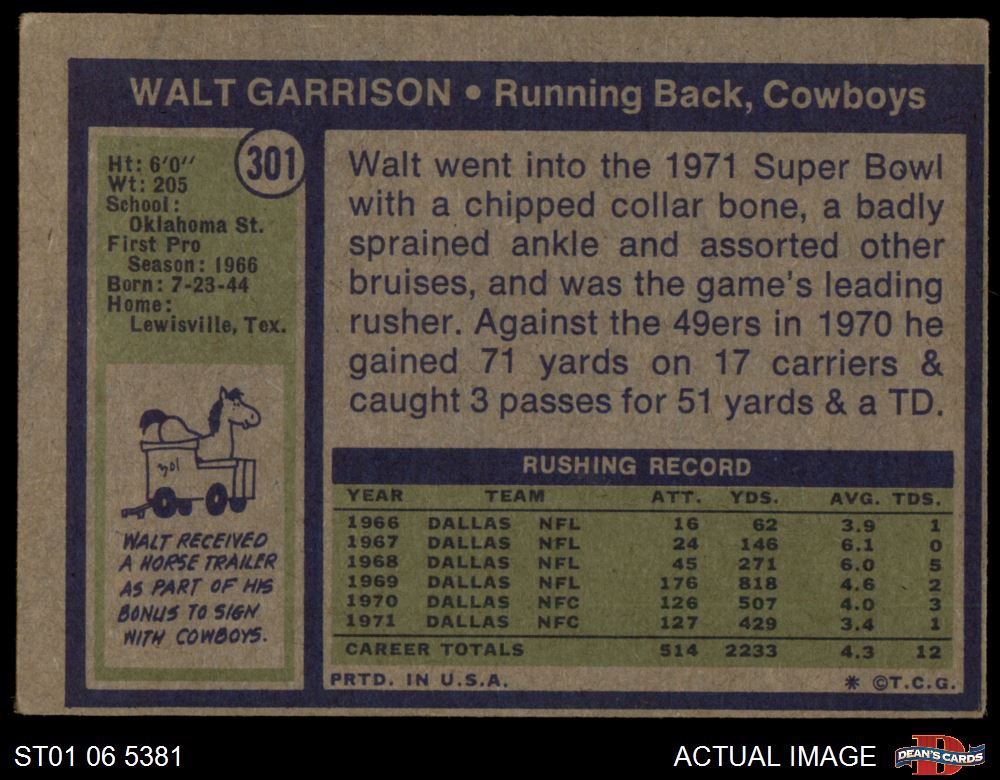 WALT GARRISON • Running Back, Cowboys
301
Ht: 6'0"
Wt: 205
School:
Oklahoma St.
First Pro
Season: 1966
Born: 7-23-44
Home:
Lewisville, Tex.
301
WALT RECEIVED
A HORSE TRAILER
AS PART OF HIS
BONUS TO SIGN
WITH COWBOYS.
Walt went into the 1971 Super Bowl
with a chipped collar bone, a badly
sprained ankle and assorted other
bruises, and was the game's leading
rusher. Against the 49ers in 1970 he
gained 71 yards on 17 carriers &
caught 3 passes for 51 yards & a TD.
RUSHING RECORD
YEAR TEAM ATT. YDS. AVG. TDS.
1966 DALLAS NFL 16 62 3.9 1
1967 DALLAS NFL 24 146 6.1 0
1968 DALLAS NFL 45 271 6.0 5
1969 DALLAS NFL 176 818 4.6 2
1970 DALLAS NFC 126 507 4.0 3
1971 DALLAS NFC 127 429 3.4 1
CAREER TOTALS 514 2233 4.3 12
PRTD. IN U.S.A. * ©T.C.G.
ST01 06 5381 ACTUAL IMAGE
D
DEAN'S CARDS